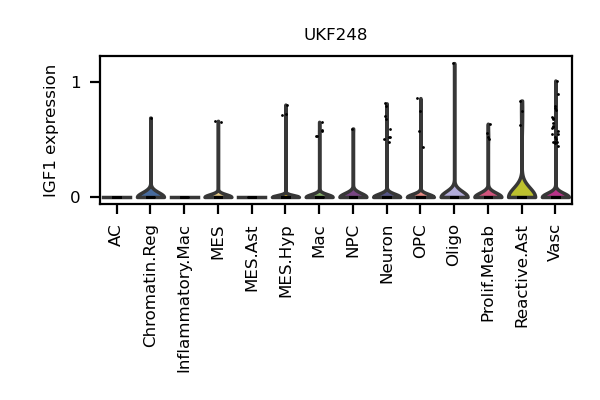 UKF248
IGF1 expression
1
0
AC
Chromatin.Reg
Inflammatory.Mac
MES
MES.Ast
MES.Hyp
Mac
NPC
Neuron
OPC
Oligo
Prolif.Metab
Reactive.Ast
Vasc